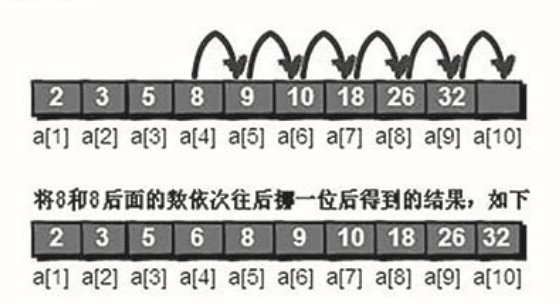 2 3 5 8 9 10 18 26 32
a[1] a[2] a[3] a[4] a[5] a[6] a[7] a[8] a[9] a[10]
将8和8后面的数依次往后挪一位后得到的结果，如下
2 3 5 6 8 9 10 18 26 32
a[1] a[2] a[3] a[4] a[5] a[6] a[7] a[8] a[9] a[10]